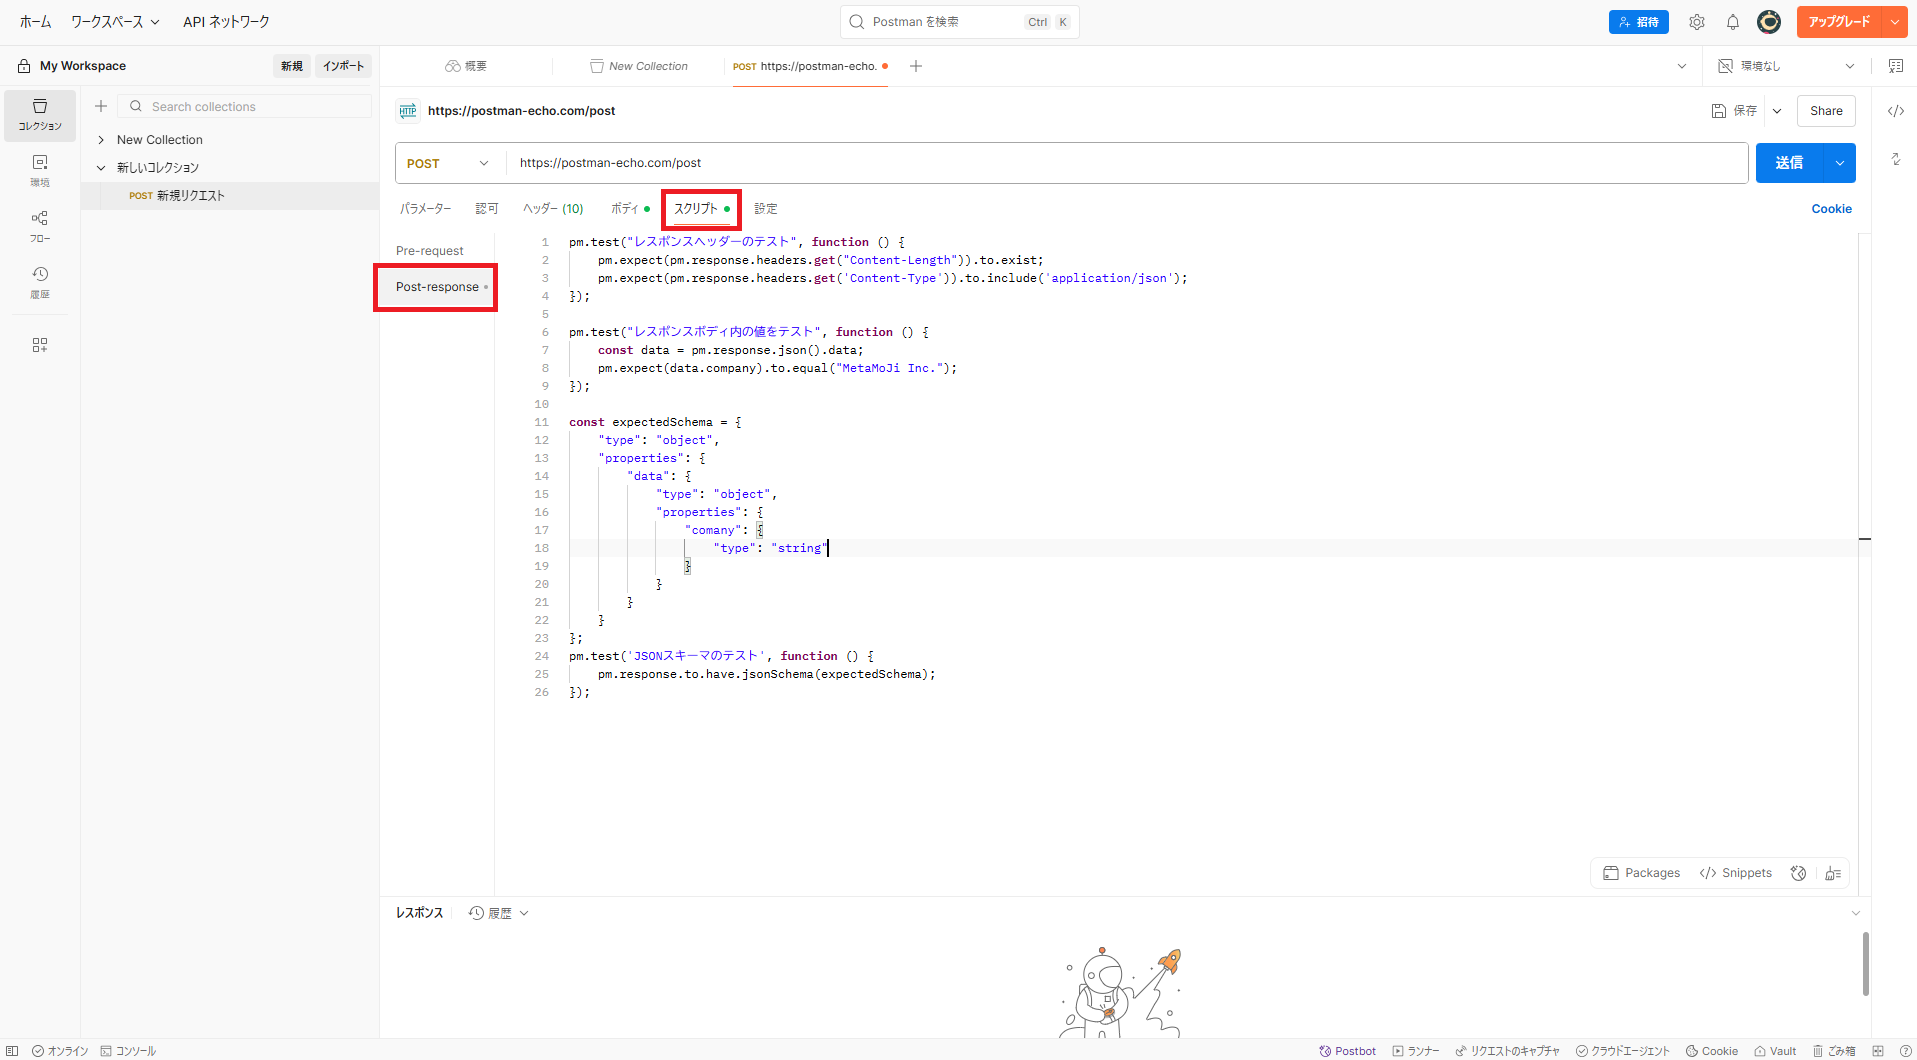 ホーム ワークスペース API ネットワーク Postman を検索 Ctrl K 招待 アップグレード
My Workspace 新規 インポート 概要 New Collection POST https://postman-echo. 環境なし
コレクション Search collections
HTTP https://postman-echo.com/post 保存 Share
New Collection
新しいコレクション
POST 新規リクエスト
環境
フロー
履歴
POST https://postman-echo.com/post 送信
パラメーター 認可 ヘッダー (10) ボディ スクリプト 設定 Cookie
Pre-request
Post-response
1 pm.test("レスポンスヘッダーのテスト", function () {
2 pm.expect(pm.response.headers.get("Content-Length")).to.exist;
3 pm.expect(pm.response.headers.get('Content-Type')).to.include('application/json');
4 });
5
6 pm.test("レスポンスボディ内の値をテスト", function () {
7 const data = pm.response.json().data;
8 pm.expect(data.company).to.equal("MetaMoJi Inc.");
9 });
10
11 const expectedSchema = {
12 "type": "object",
13 "properties": {
14 "data": {
15 "type": "object",
16 "properties": {
17 "comany": {
18 "type": "string"
19 }
20 }
21 }
22 }
23 };
24 pm.test('JSONスキーマのテスト', function () {
25 pm.response.to.have.jsonSchema(expectedSchema);
26 });
Packages Snippets
レスポンス 履歴
オンライン コンソール Postbot ランナー リクエストのキャプチャ クラウドエージェント Cookie Vault ごみ箱